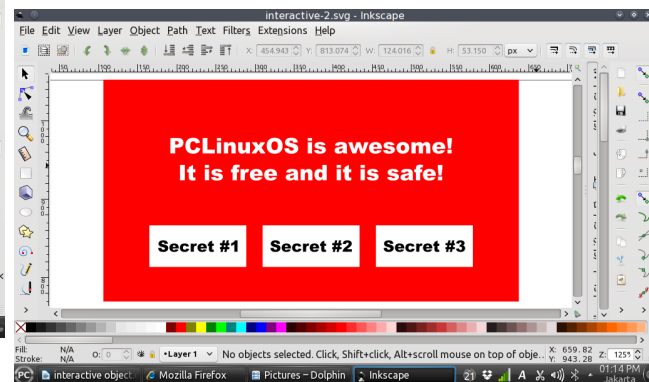 interactive-2.svg - Inkscape
File Edit View Layer Object Path Text Filters Extensions Help
X: 454.943 Y: 813.074 W: 124.016 H: 53.150 px
PCLinuxOS is awesome!
It is free and it is safe!
Secret #1 Secret #2 Secret #3
Fill: N/A
Stroke: N/A
O: 0 •Layer 1 No objects selected. Click, Shift+click, Alt+scroll mouse on top of obje..
X: 659.82
Y: 943.28
Z: 125%
PC interactive object Mozilla Firefox Pictures – Dolphin Inkscape 21 A 01:14 PM
Jakarta